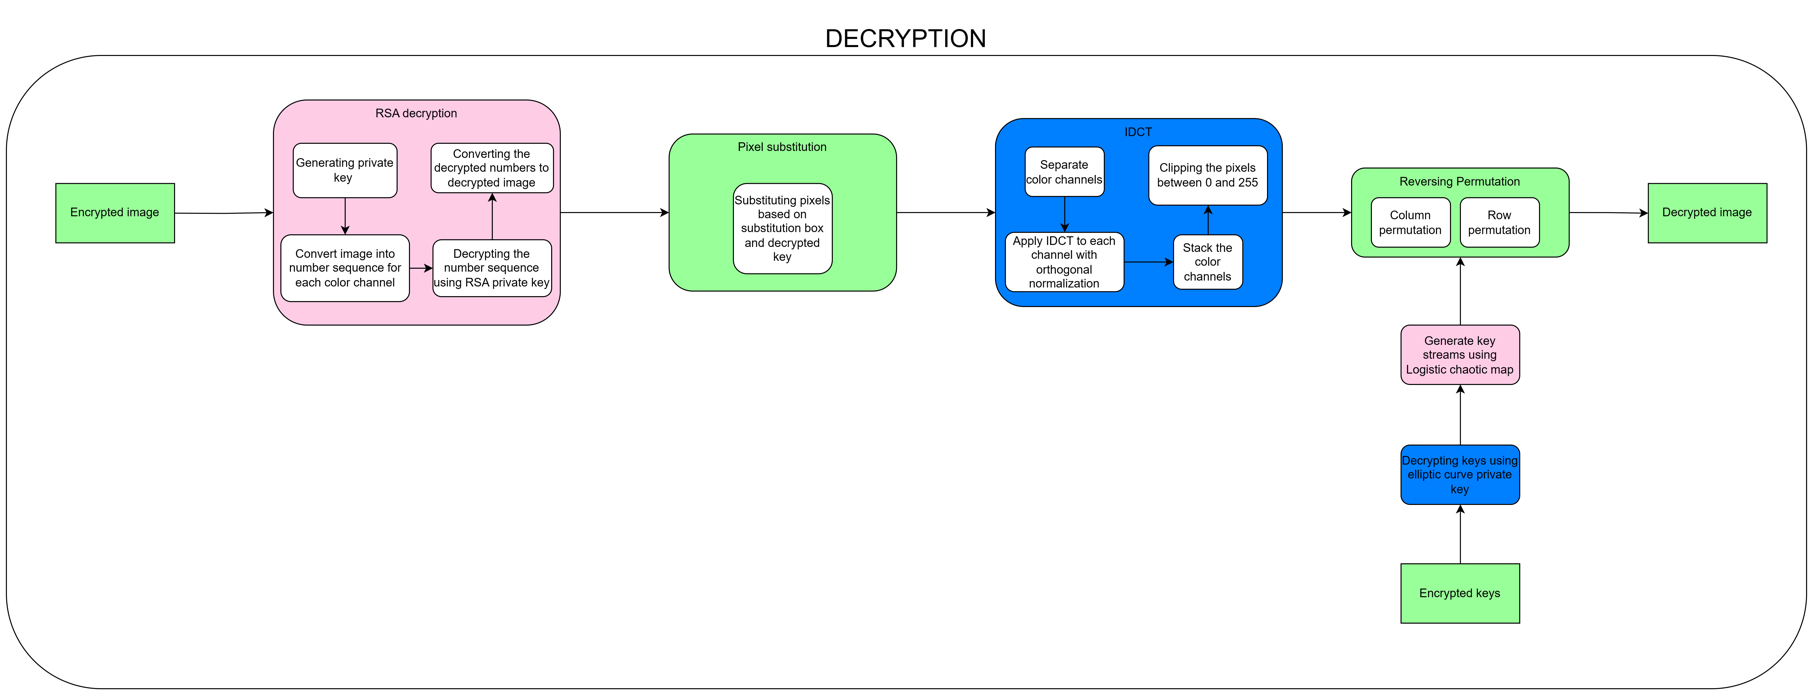 DECRYPTION
Encrypted image
RSA decryption
Generating private
key
Convert image into
number sequence for
each color channel
Decrypting the
number sequence
using RSA private key
Converting the
decrypted numbers to
decrypted image
Pixel substitution
Substituting pixels
based on
substitution box
and decrypted
key
IDCT
Separate
color channels
Apply IDCT to each
channel with
orthogonal
normalization
Stack the
color
channels
Clipping the pixels
between 0 and 255
Reversing Permutation
Column
permutation
Row
permutation
Decrypted image
Generate key
streams using
Logistic chaotic map
Decrypting keys using
elliptic curve private
key
Encrypted keys